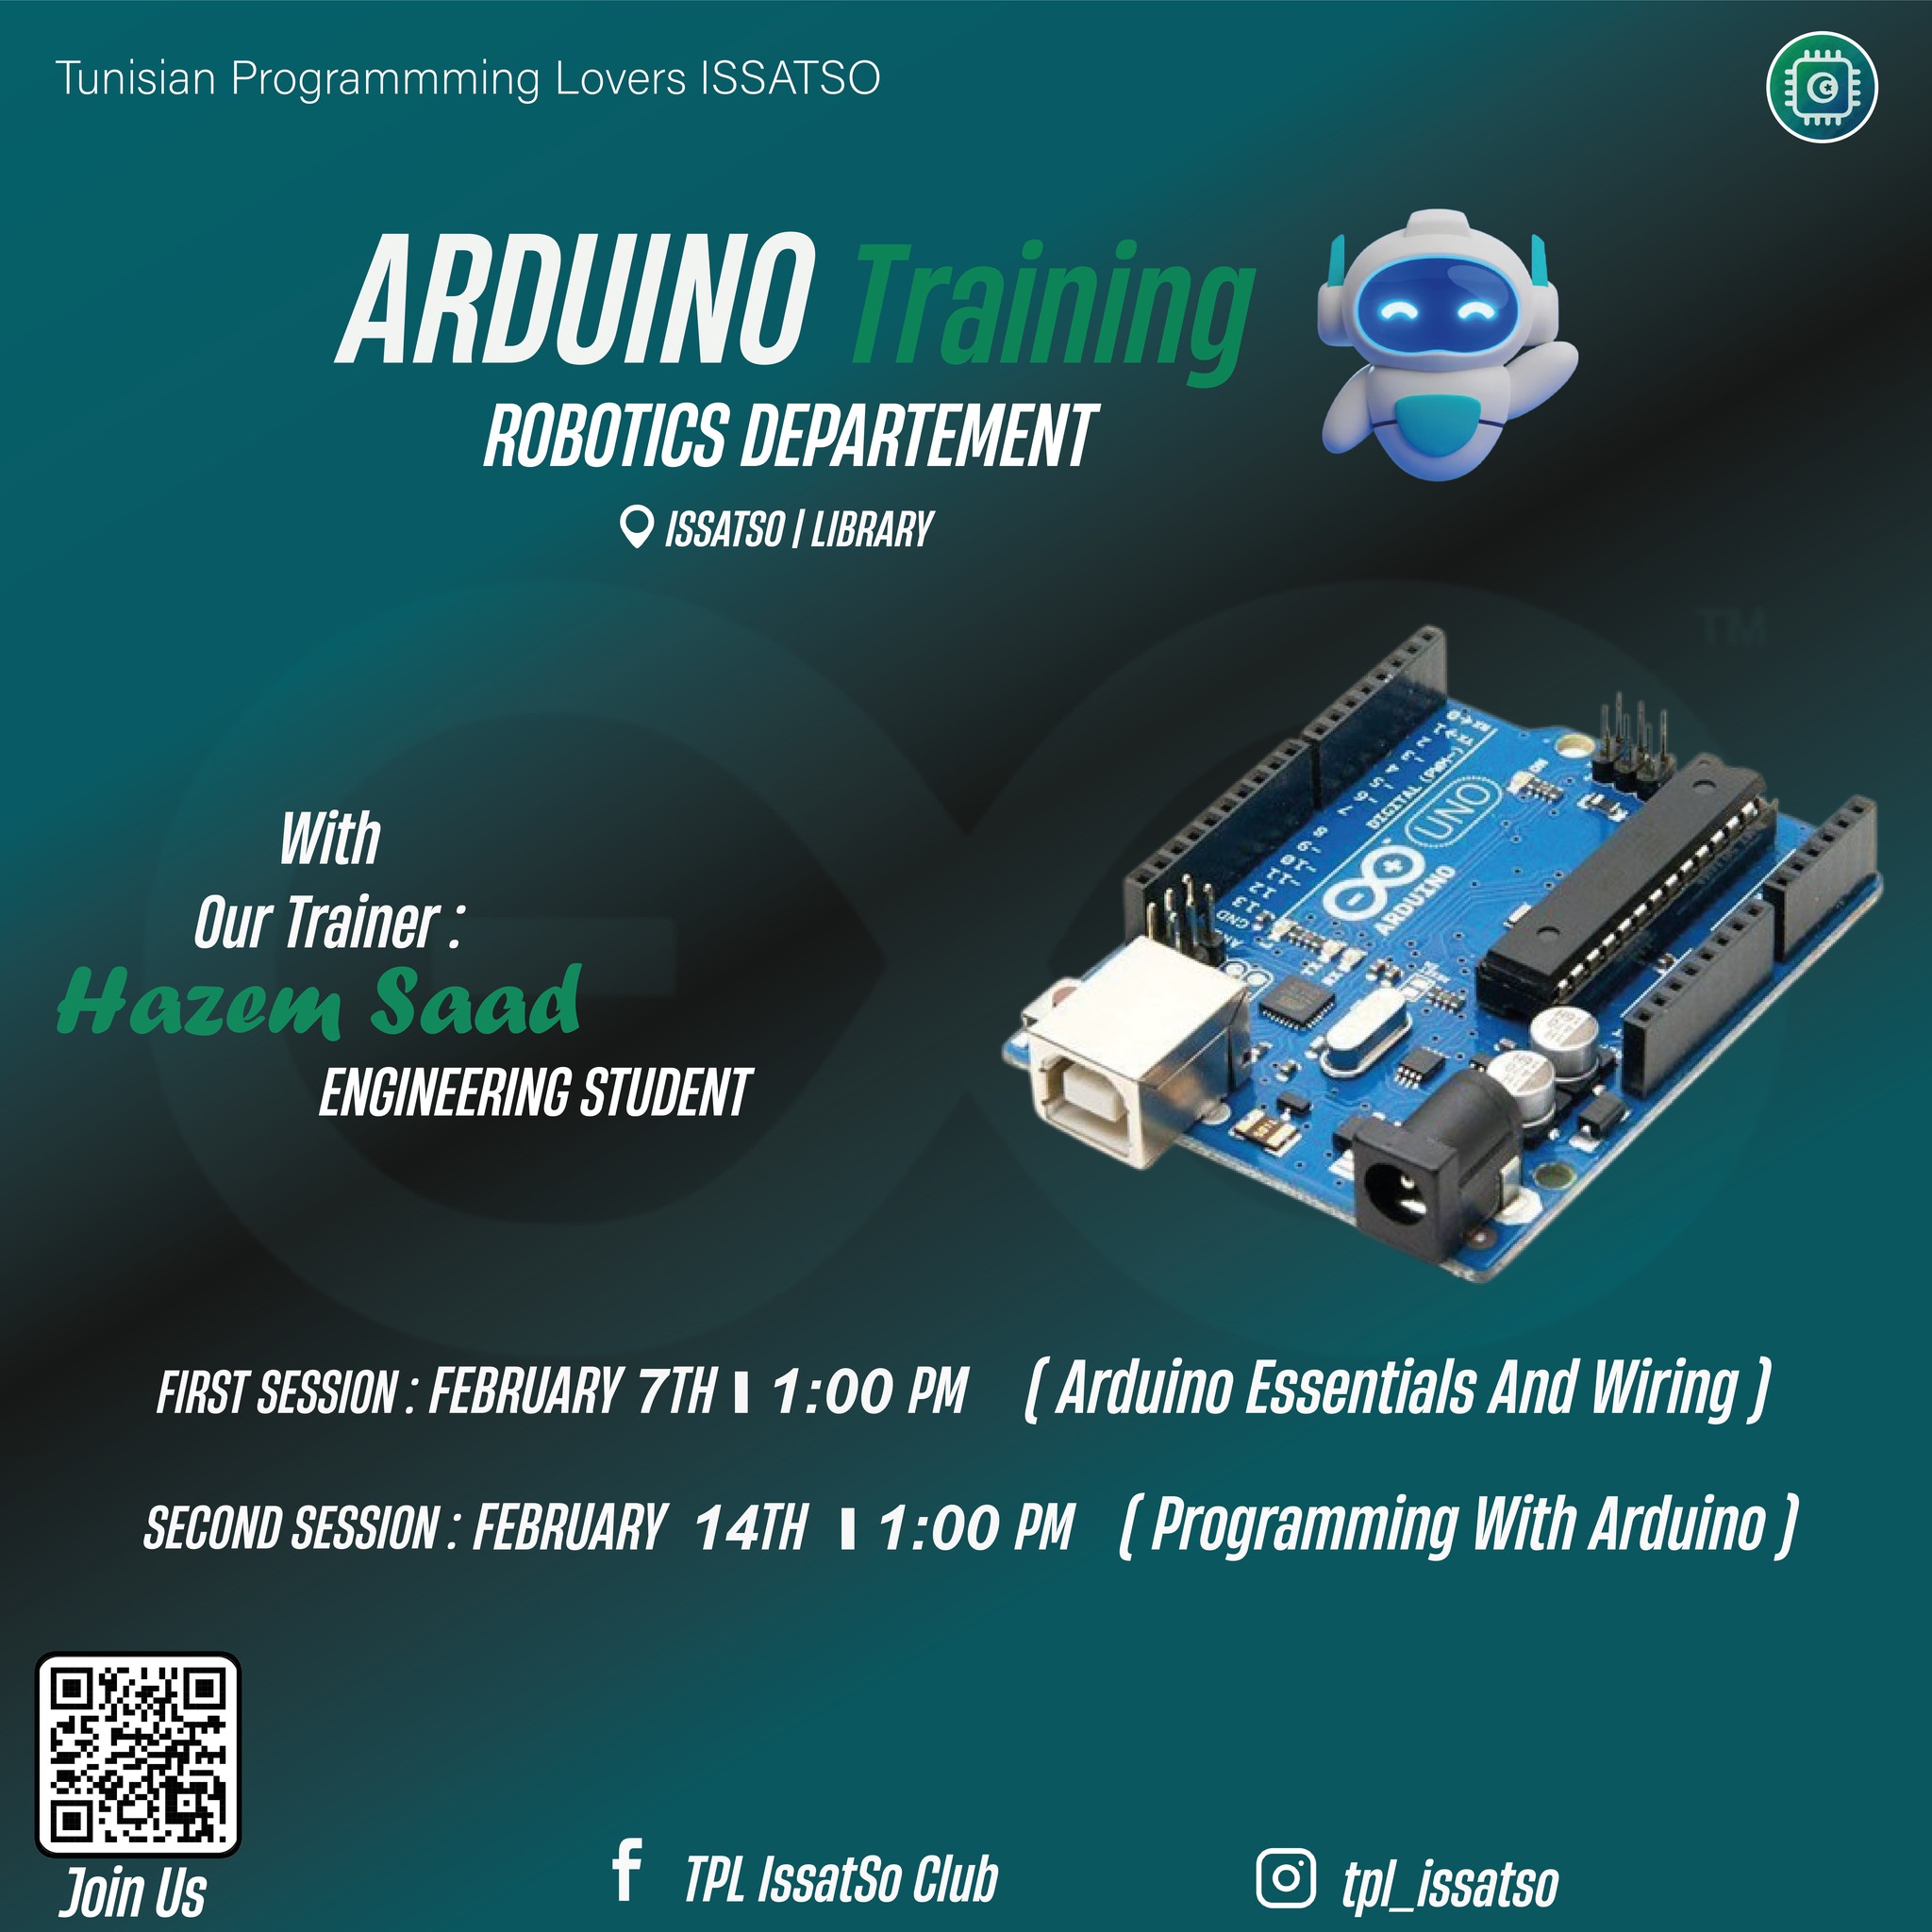 Tunisian Programmming Lovers ISSATSO
ARDUINO Training
ROBOTICS DEPARTEMENT
ISSATSO | LIBRARY
TM
With
Our Trainer :
Hazem Saad
ENGINEERING STUDENT
DIGITAL (PWM~)
UNO
ARDUINO
FIRST SESSION : FEBRUARY 7TH | 1:00 PM ( Arduino Essentials And Wiring )
SECOND SESSION : FEBRUARY 14TH | 1:00 PM ( Programming With Arduino )
Join Us
TPL IssatSo Club
tpl_issatso